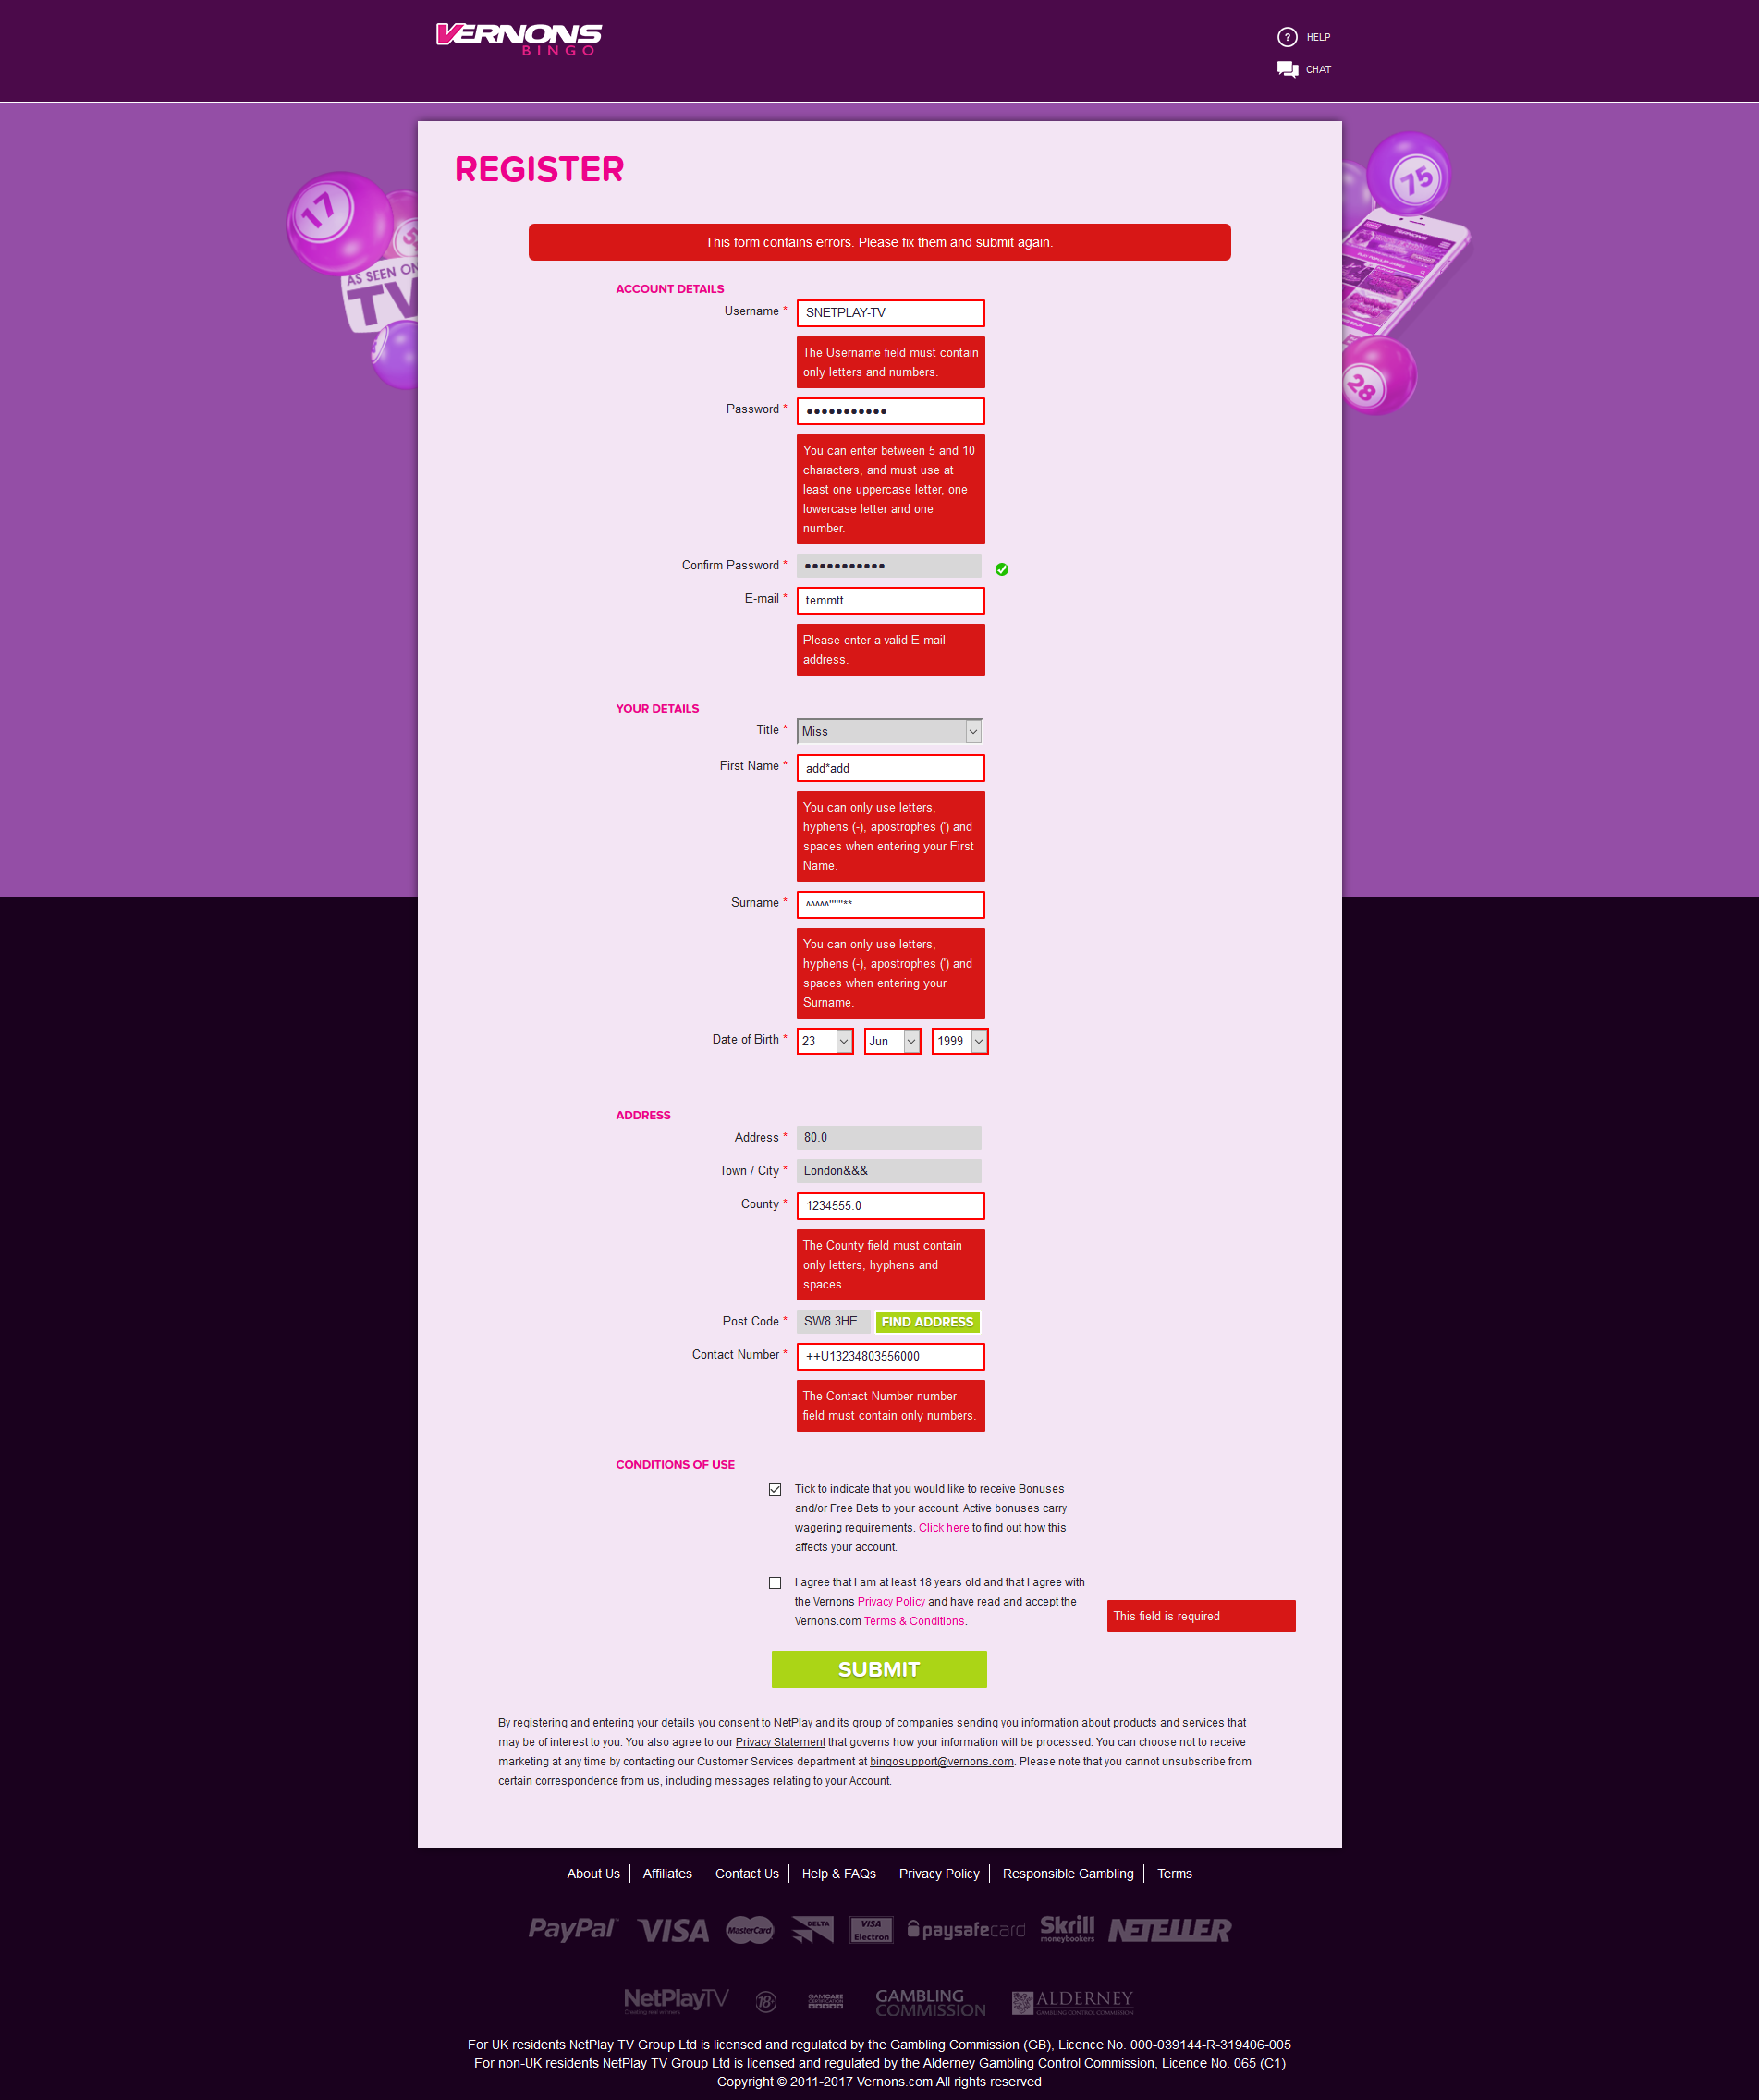 VERNONS
BINGO
HELP
CHAT
REGISTER
17
5
AS SEEN ON
TV
75
28
This form contains errors. Please fix them and submit again.
ACCOUNT DETAILS
Username *
SNETPLAY-TV
The Username field must contain
only letters and numbers.
Password *
•••••••••••
You can enter between 5 and 10
characters, and must use at
least one uppercase letter, one
lowercase letter and one
number.
Confirm Password *
•••••••••••
E-mail *
temmtt
Please enter a valid E-mail
address.
YOUR DETAILS
Title *
Miss
First Name *
add*add
You can only use letters,
hyphens (-), apostrophes (') and
spaces when entering your First
Name.
Surname *
^^^^^"""**
You can only use letters,
hyphens (-), apostrophes (') and
spaces when entering your
Surname.
Date of Birth *
23 Jun 1999
ADDRESS
Address *
80.0
Town / City *
London&&&
County *
1234555.0
The County field must contain
only letters, hyphens and
spaces.
Post Code *
SW8 3HE FIND ADDRESS
Contact Number *
++U13234803556000
The Contact Number number
field must contain only numbers.
CONDITIONS OF USE
Tick to indicate that you would like to receive Bonuses
and/or Free Bets to your account. Active bonuses carry
wagering requirements. Click here to find out how this
affects your account.
I agree that I am at least 18 years old and that I agree with
the Vernons Privacy Policy and have read and accept the
Vernons.com Terms & Conditions.
This field is required
SUBMIT
By registering and entering your details you consent to NetPlay and its group of companies sending you information about products and services that
may be of interest to you. You also agree to our Privacy Statement that governs how your information will be processed. You can choose not to receive
marketing at any time by contacting our Customer Services department at bingosupport@vernons.com. Please note that you cannot unsubscribe from
certain correspondence from us, including messages relating to your Account.
About Us Affiliates Contact Us Help & FAQs Privacy Policy Responsible Gambling Terms
PayPal VISA MasterCard DELTA VISA Electron paysafecard Skrill moneybookers NETELLER
NetPlayTV 18+ GAMCARE CERTIFICATION GAMBLING COMMISSION ALDERNEY GAMBLING CONTROL COMMISSION
For UK residents NetPlay TV Group Ltd is licensed and regulated by the Gambling Commission (GB), Licence No. 000-039144-R-319406-005
For non-UK residents NetPlay TV Group Ltd is licensed and regulated by the Alderney Gambling Control Commission, Licence No. 065 (C1)
Copyright © 2011-2017 Vernons.com All rights reserved